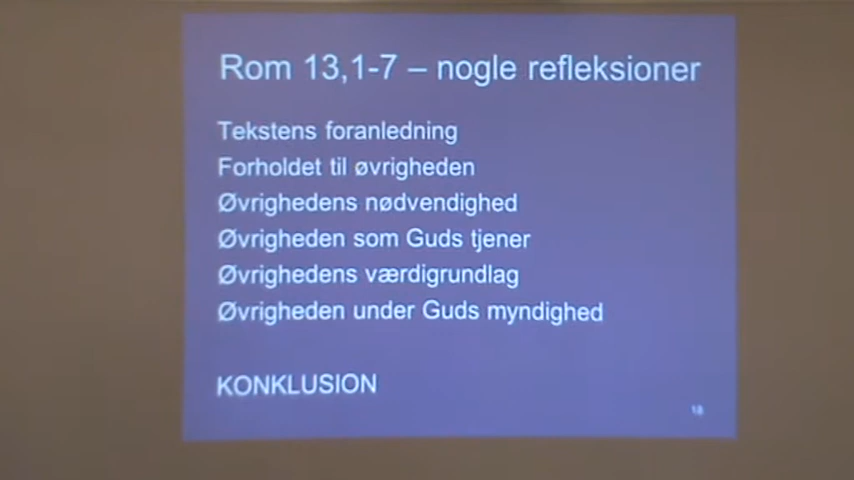 Rom 13,1-7 – nogle refleksioner
Tekstens foranledning
Forholdet til øvrigheden
Øvrighedens nødvendighed
Øvrigheden som Guds tjener
Øvrighedens værdigrundlag
Øvrigheden under Guds myndighed
KONKLUSION